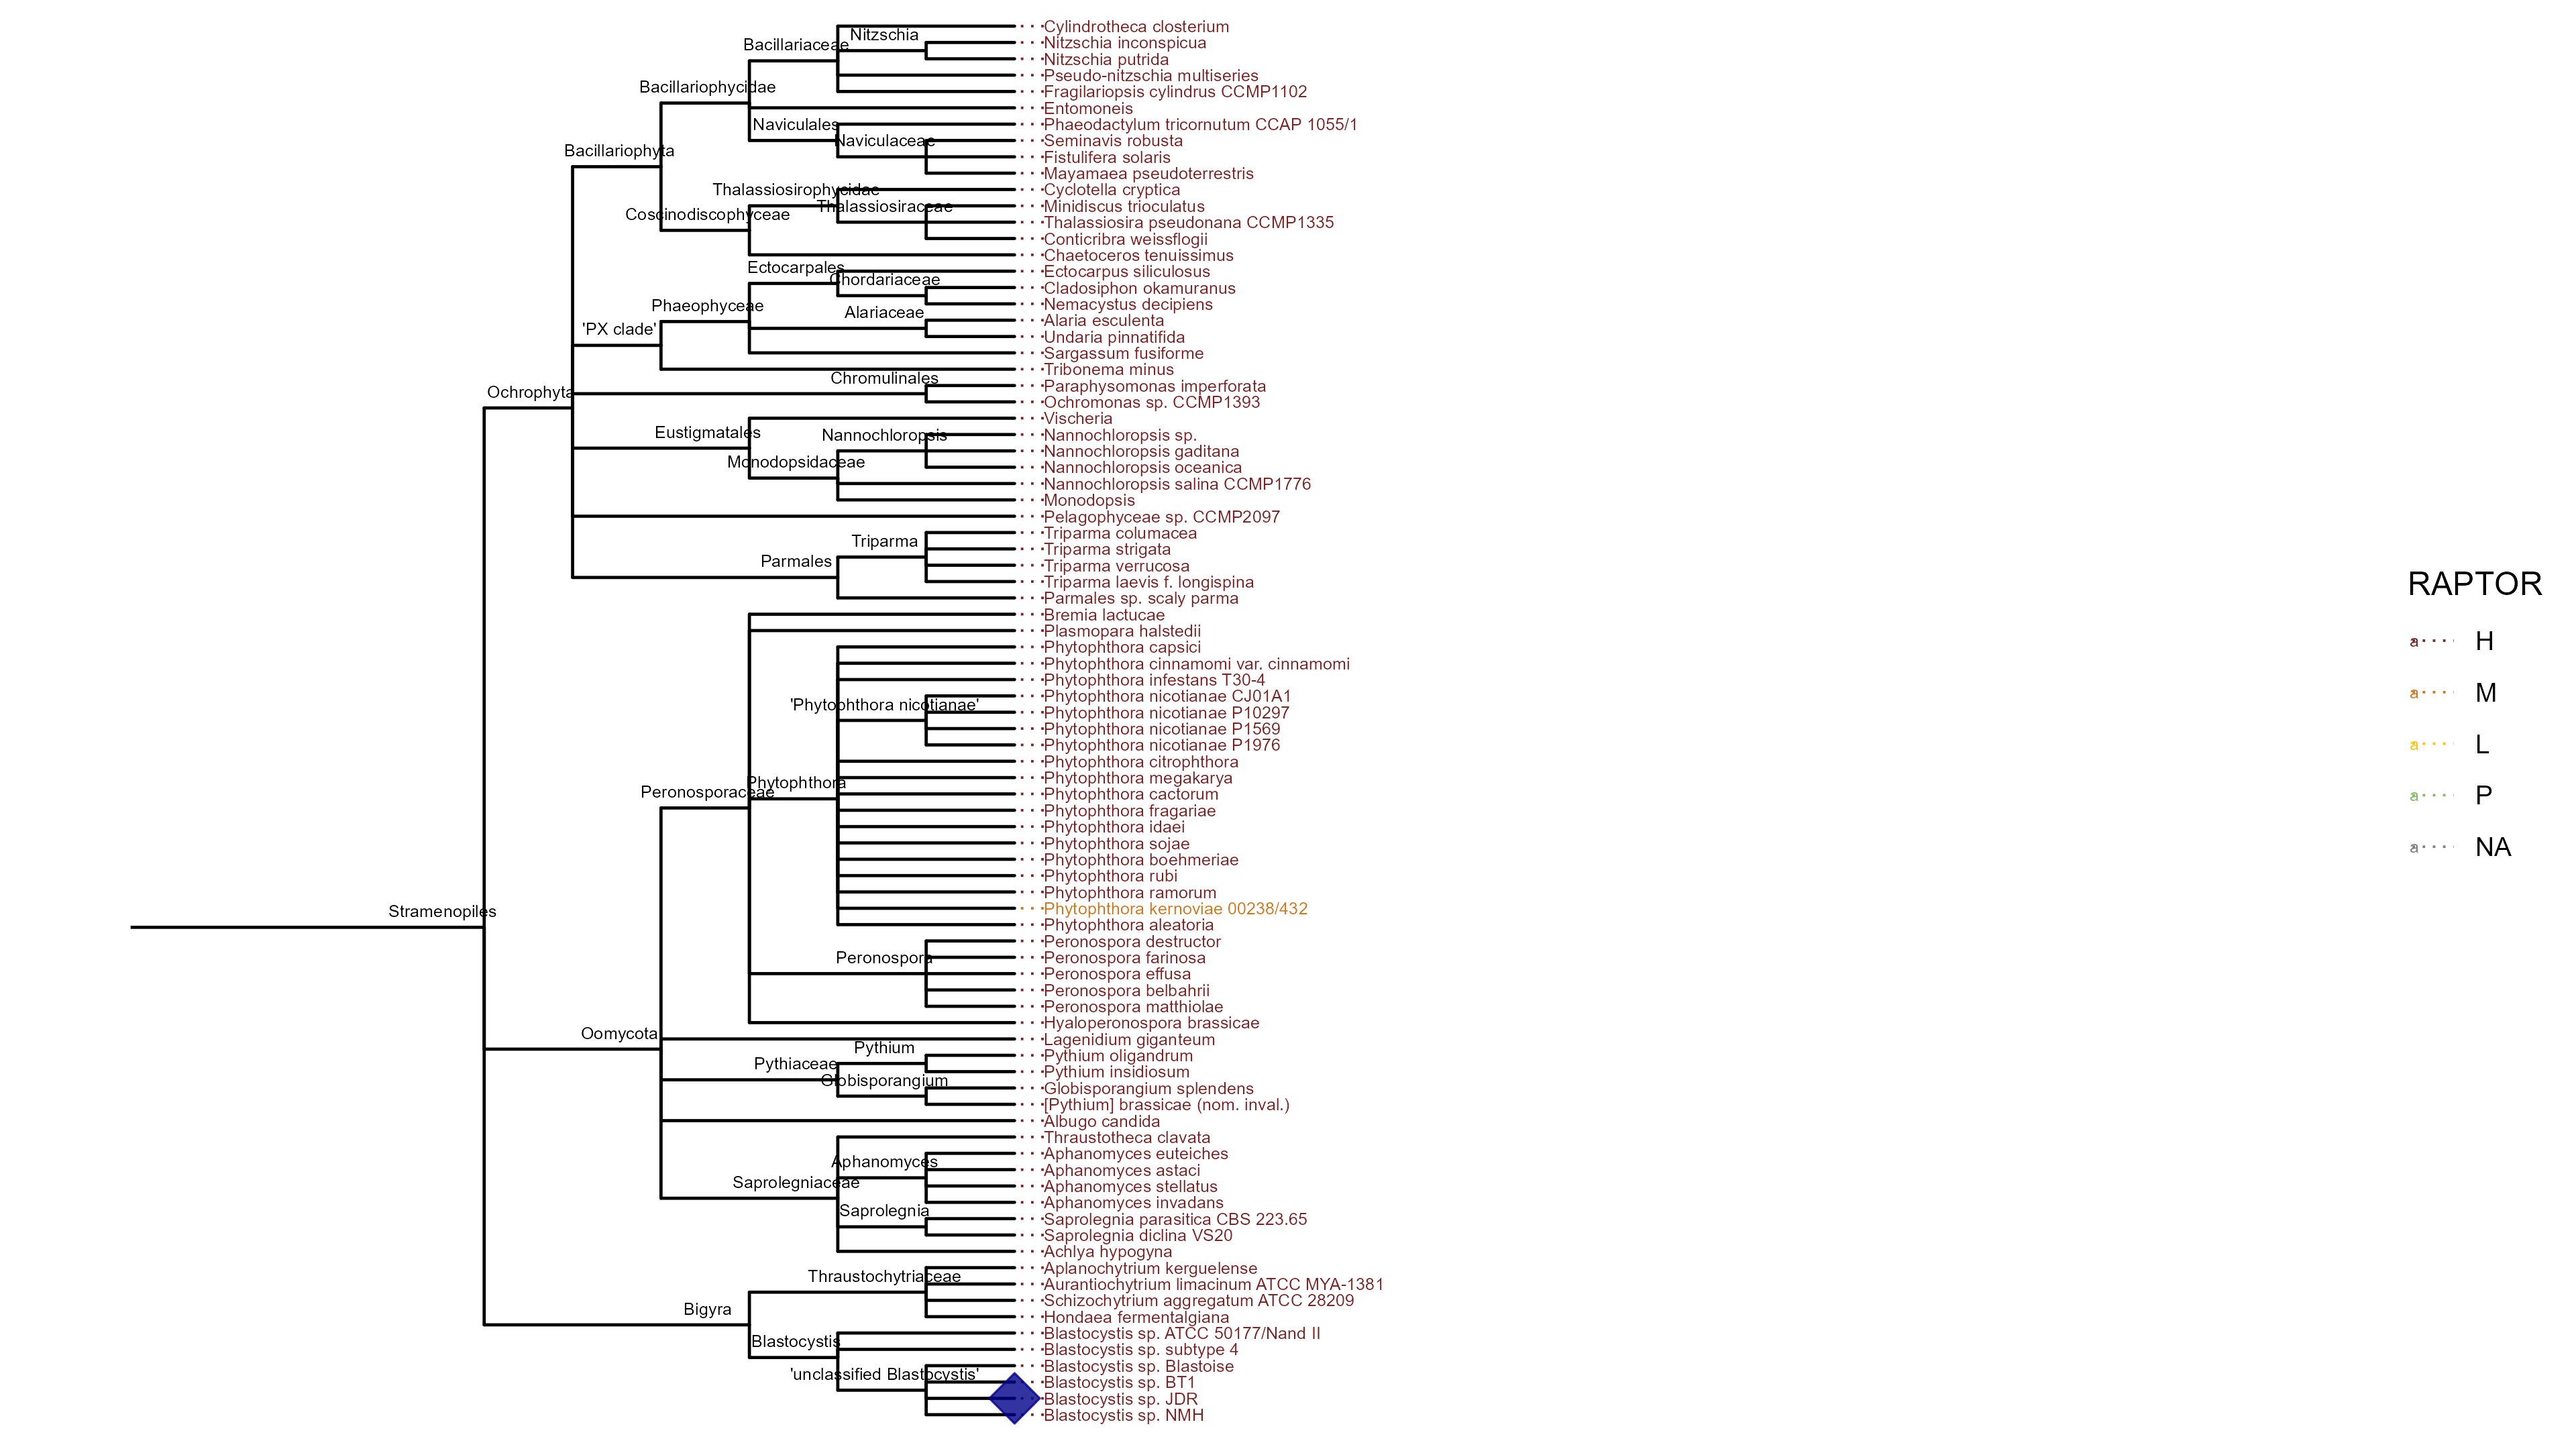 Cylindrotheca closterium
Nitzschia
Nitzschia inconspicua
Bacillariaceae
Nitzschia putrida
Pseudo-nitzschia multiseries
Bacillariophycidae
Fragilariopsis cylindrus CCMP1102
Entomoneis
Naviculales
Phaeodactylum tricornutum CCAP 1055/1
Naviculaceae
Seminavis robusta
Bacillariophyta
Fistulifera solaris
Mayamaea pseudoterrestris
Thalassiosirophycidae
Cyclotella cryptica
Thalassiosiraceae
Minidiscus trioculatus
Coscinodiscophyceae
Thalassiosira pseudonana CCMP1335
Conticribra weissflogii
Chaetoceros tenuissimus
Ectocarpales
Ectocarpus siliculosus
Chordariaceae
Cladosiphon okamuranus
Phaeophyceae
Nemacystus decipiens
Alariaceae
Alaria esculenta
'PX clade'
Undaria pinnatifida
Sargassum fusiforme
Tribonema minus
Chromulinales
Paraphysomonas imperforata
Ochrophyta
Ochromonas sp. CCMP1393
Vischeria
Eustigmatales
Nannochloropsis
Nannochloropsis sp.
Nannochloropsis gaditana
Monodopsidaceae
Nannochloropsis oceanica
Nannochloropsis salina CCMP1776
Monodopsis
Pelagophyceae sp. CCMP2097
Triparma columacea
Triparma
Triparma strigata
Parmales
Triparma verrucosa
Triparma laevis f. longispina
Parmales sp. scaly parma
Bremia lactucae
Plasmopara halstedii
Phytophthora capsici
Phytophthora cinnamomi var. cinnamomi
Phytophthora infestans T30-4
Phytophthora nicotianae CJ01A1
'Phytophthora nicotianae'
Phytophthora nicotianae P10297
Phytophthora nicotianae P1569
Phytophthora nicotianae P1976
Phytophthora citrophthora
Phytophthora
Phytophthora megakarya
Peronosporaceae
Phytophthora cactorum
Phytophthora fragariae
Phytophthora idaei
Phytophthora sojae
Phytophthora boehmeriae
Phytophthora rubi
Phytophthora ramorum
Stramenopiles
Phytophthora kernoviae 00238/432
Phytophthora aleatoria
Peronospora destructor
Peronospora
Peronospora farinosa
Peronospora effusa
Peronospora belbahrii
Peronospora matthiolae
Hyaloperonospora brassicae
Oomycota
Lagenidium giganteum
Pythium
Pythium oligandrum
Pythiaceae
Pythium insidiosum
Globisporangium
Globisporangium splendens
[Pythium] brassicae (nom. inval.)
Albugo candida
Thraustotheca clavata
Aphanomyces euteiches
Aphanomyces
Aphanomyces astaci
Saprolegniaceae
Aphanomyces stellatus
Aphanomyces invadans
Saprolegnia
Saprolegnia parasitica CBS 223.65
Saprolegnia diclina VS20
Achlya hypogyna
Aplanochytrium kerguelense
Thraustochytriaceae
Aurantiochytrium limacinum ATCC MYA-1381
Schizochytrium aggregatum ATCC 28209
Bigyra
Hondaea fermentalgiana
Blastocystis
Blastocystis sp. ATCC 50177/Nand II
Blastocystis sp. subtype 4
'unclassified Blastocystis'
Blastocystis sp. Blastoise
Blastocystis sp. BT1
Blastocystis sp. JDR
Blastocystis sp. NMH
RAPTOR
a H
a M
a L
a P
a NA